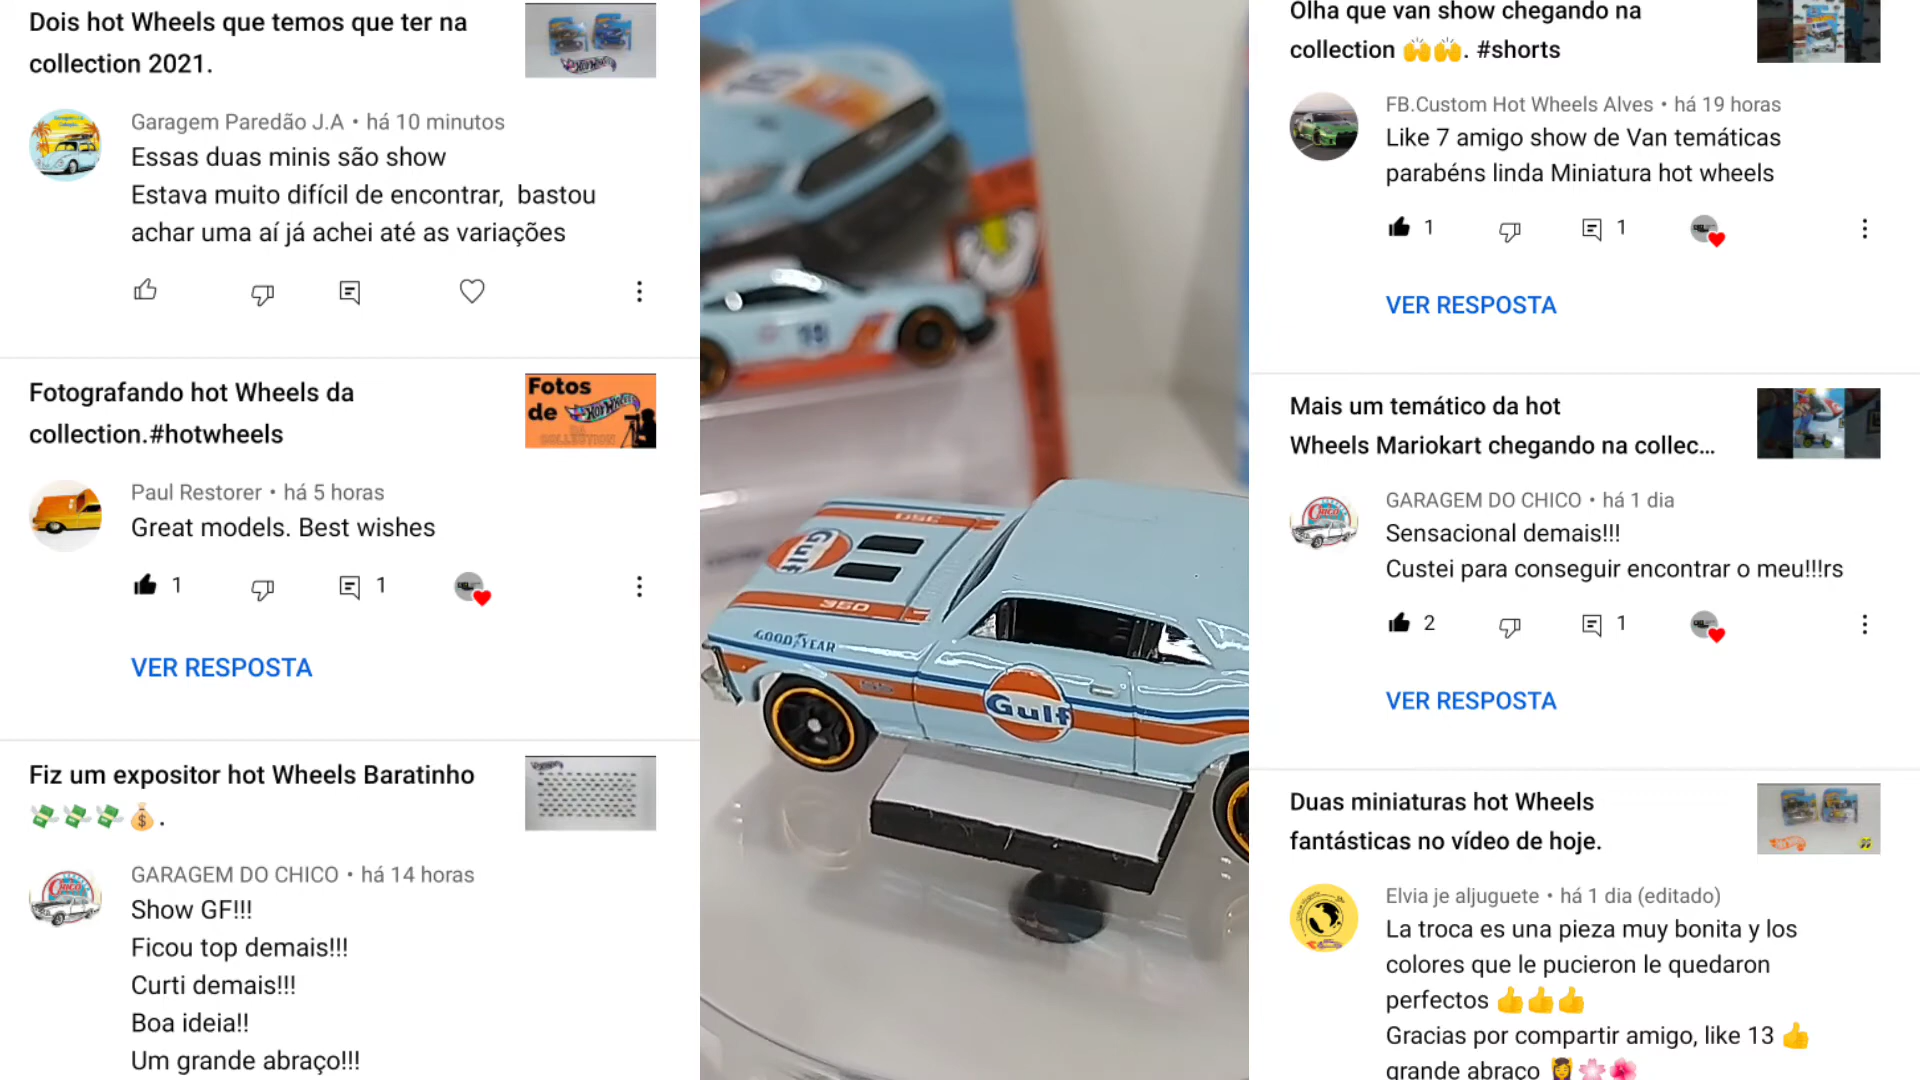 Dois hot Wheels que temos que ter na
collection 2021.
Garagem Paredão J.A • há 10 minutos
Essas duas minis são show
Estava muito difícil de encontrar, bastou
achar uma aí já achei até as variações
Fotografando hot Wheels da
collection.#hotwheels
Fotos
de HOT WHEELS
COLLECTION
Paul Restorer • há 5 horas
Great models. Best wishes
1
1
VER RESPOSTA
Fiz um expositor hot Wheels Baratinho
💸💸💸💰.
GARAGEM DO CHICO • há 14 horas
Show GF!!!
Ficou top demais!!!
Curti demais!!!
Boa ideia!!
Um grande abraço!!!
19
350
Gulf
350
GOODYEAR
Gulf
Olha que van show chegando na
collection 🙌🙌. #shorts
FB.Custom Hot Wheels Alves • há 19 horas
Like 7 amigo show de Van temáticas
parabéns linda Miniatura hot wheels
1
1
VER RESPOSTA
Mais um temático da hot
Wheels Mariokart chegando na collec...
GARAGEM DO CHICO • há 1 dia
Sensacional demais!!!
Custei para conseguir encontrar o meu!!!rs
2
1
VER RESPOSTA
Duas miniaturas hot Wheels
fantásticas no vídeo de hoje.
Elvia je aljuguete • há 1 dia (editado)
La troca es una pieza muy bonita y los
colores que le pucieron le quedaron
perfectos 👍👍👍
Gracias por compartir amigo, like 13 👍
grande abraço 💆‍♀️🌸🌺